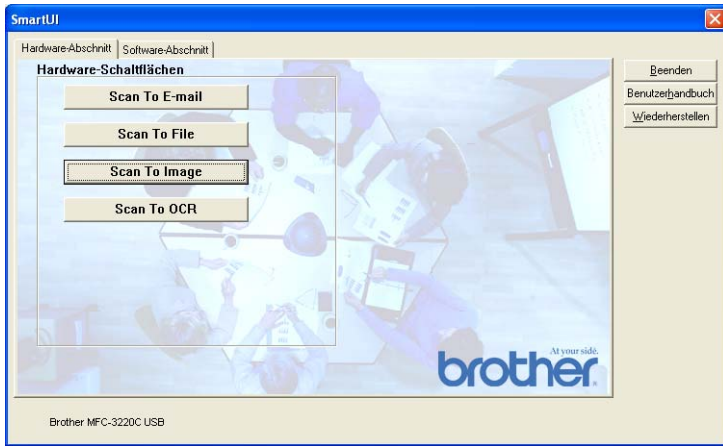 SmartUI
Hardware-Abschnitt Software-Abschnitt
Hardware-Schaltflächen
Scan To E-mail
Scan To File
Scan To Image
Scan To OCR
Beenden
Benutzerhandbuch
Wiederherstellen
At your side.
brother
Brother MFC-3220C USB